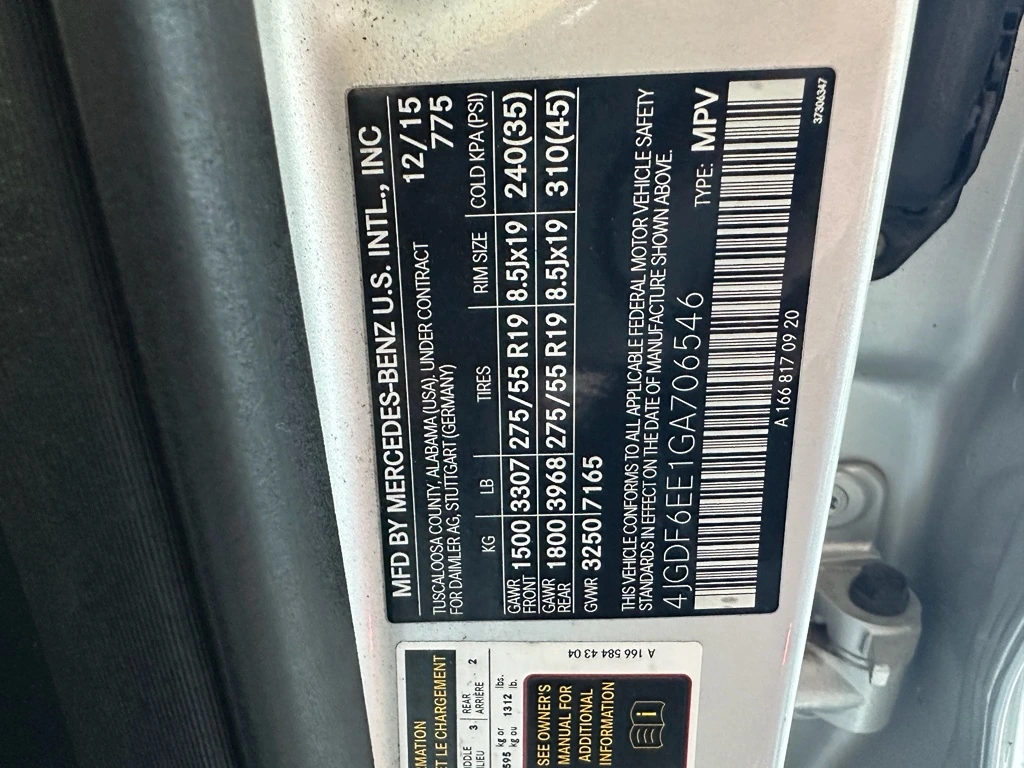 MFD BY MERCEDES-BENZ U.S. INTL., INC
TUSCALOOSA COUNTY, ALABAMA (USA), UNDER CONTRACT 12/15
FOR DAIMLER AG, STUTTGART (GERMANY) 775
KG LB TIRES RIM SIZE COLD KPA (PSI)
GAWR FRONT 1500 3307 275/55 R19 8.5Jx19 240(35)
GAWR REAR 1800 3968 275/55 R19 8.5Jx19 310(45)
GVWR 3250 7165
THIS VEHICLE CONFORMS TO ALL APPLICABLE FEDERAL MOTOR VEHICLE SAFETY
STANDARDS IN EFFECT ON THE DATE OF MANUFACTURE SHOWN ABOVE.
4JGDF6EE1GA706546 TYPE: MPV
A 166 817 09 20
37306347
ET LE CHARGEMENT
3 REAR 2
ARRIÈRE
595 kg or 1312 lbs.
kg ou lb.
SEE OWNER'S
MANUAL FOR
ADDITIONAL
INFORMATION
A 166 584 43 04